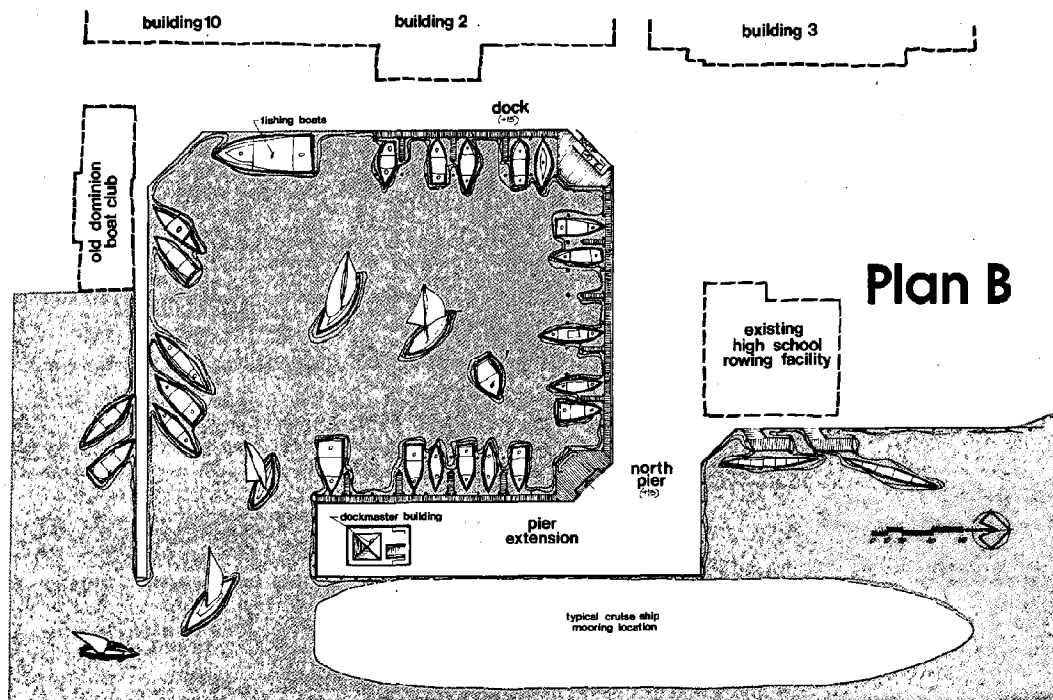 building 10
building 2
building 3
dock
(+15)
fishing boats
old dominion
boat club
Plan B
existing
high school
rowing facility
north
pier
(+15)
dockmaster building
pier
extension
typical cruise ship
mooring location